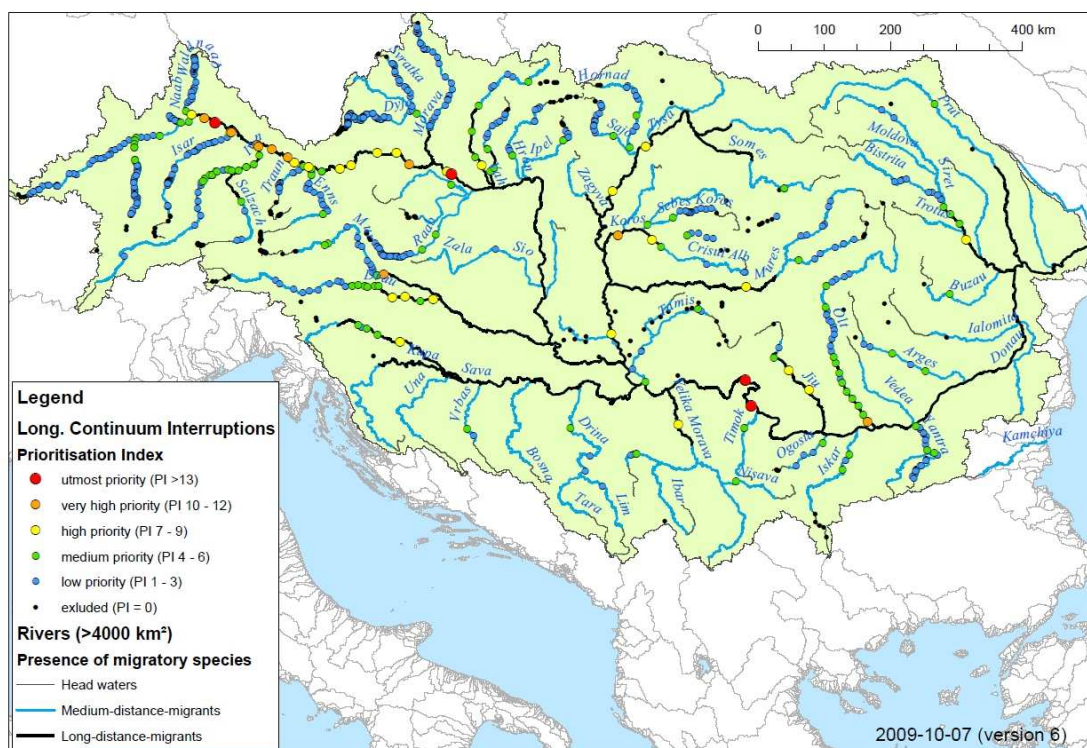 0 100 200 400 km
Naab
Waldnaab
Isar
Inn
Traun
Enns
Salzach
Svratka
Dyje
Morava
Hornad
Hron
Ipel
Sajo
Tysa
Zagyva
Somes
Prut
Moldova
Bistrita
Siret
Trotus
Koros
Sebes Koros
Crisul Alb
Mures
Mur
Raab
Zala
Sio
Drau
Buzau
Ialomita
Donau
Arges
Olt
Vedea
Jiu
Tamis
Kupa
Sava
Una
Vrbas
Bosna
Drina
Tara
Lim
Ibar
Velika Morava
Timok
Nisava
Ogosta
Iskar
Yantra
Kamchiya
Legend
Long. Continuum Interruptions
Prioritisation Index
utmost priority (PI >13)
very high priority (PI 10 - 12)
high priority (PI 7 - 9)
medium priority (PI 4 - 6)
low priority (PI 1 - 3)
exluded (PI = 0)
Rivers (>4000 km²)
Presence of migratory species
Head waters
Medium-distance-migrants
Long-distance-migrants
2009-10-07 (version 6)